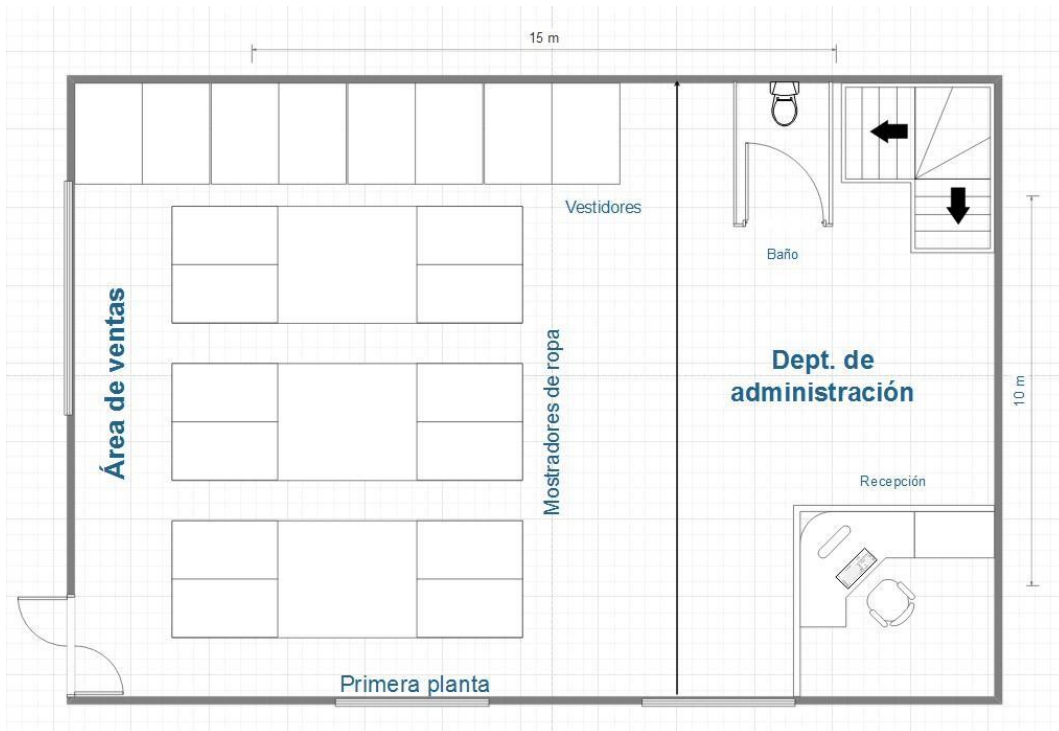 15 m
Vestidores
Baño
Área de ventas
Mostradores de ropa
Dept. de
administración
10 m
Recepción
Primera planta